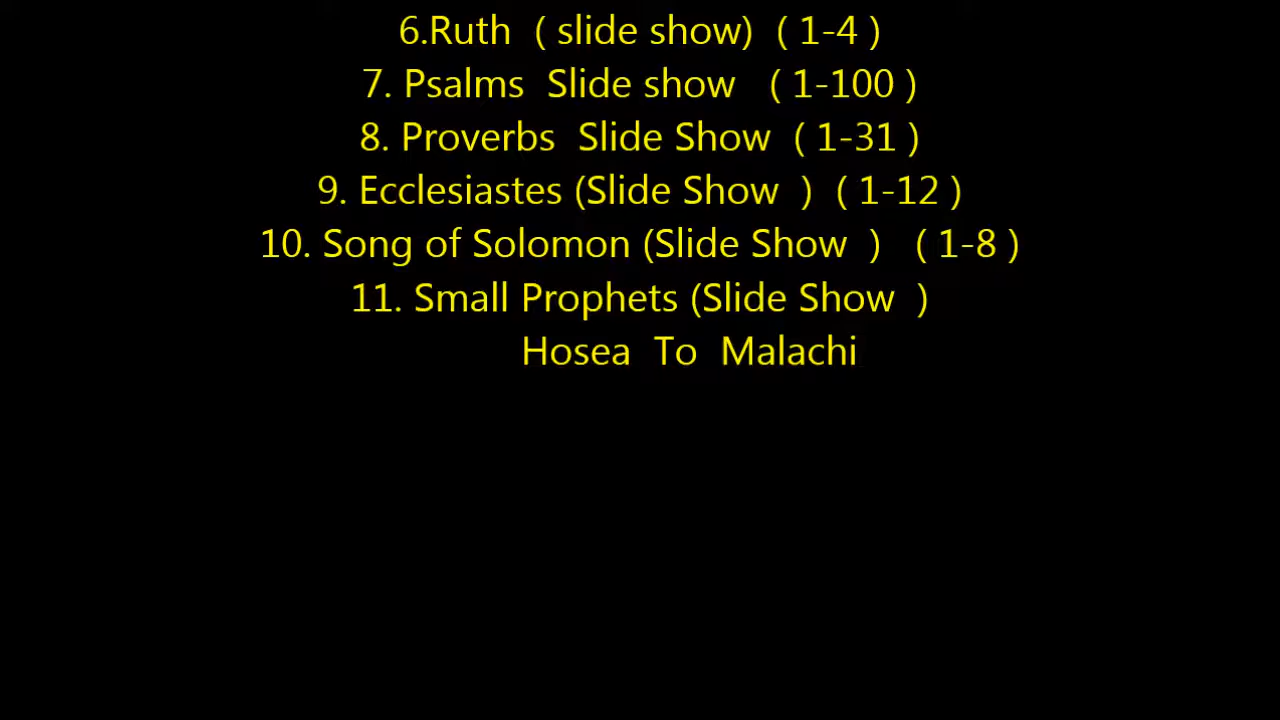 6.Ruth  ( slide show)  ( 1-4 )
7. Psalms  Slide show   ( 1-100 )
8. Proverbs  Slide Show  ( 1-31 )
9. Ecclesiastes (Slide Show  )  ( 1-12 )
10. Song of Solomon (Slide Show  )   ( 1-8 )
11. Small Prophets (Slide Show  )
Hosea  To  Malachi